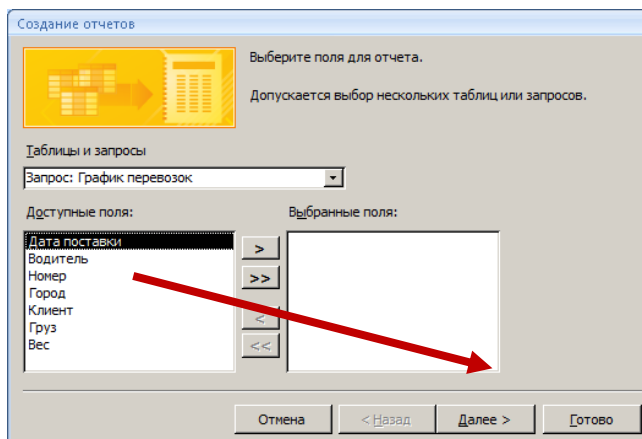 Создание отчетов
Выберите поля для отчета.
Допускается выбор нескольких таблиц или запросов.
Таблицы и запросы
Запрос: График перевозок
Доступные поля:
Выбранные поля:
Дата поставки
Водитель
Номер
Город
Клиент
Груз
Вес
>
>>
<
<<
Отмена
< Назад
Далее >
Готово